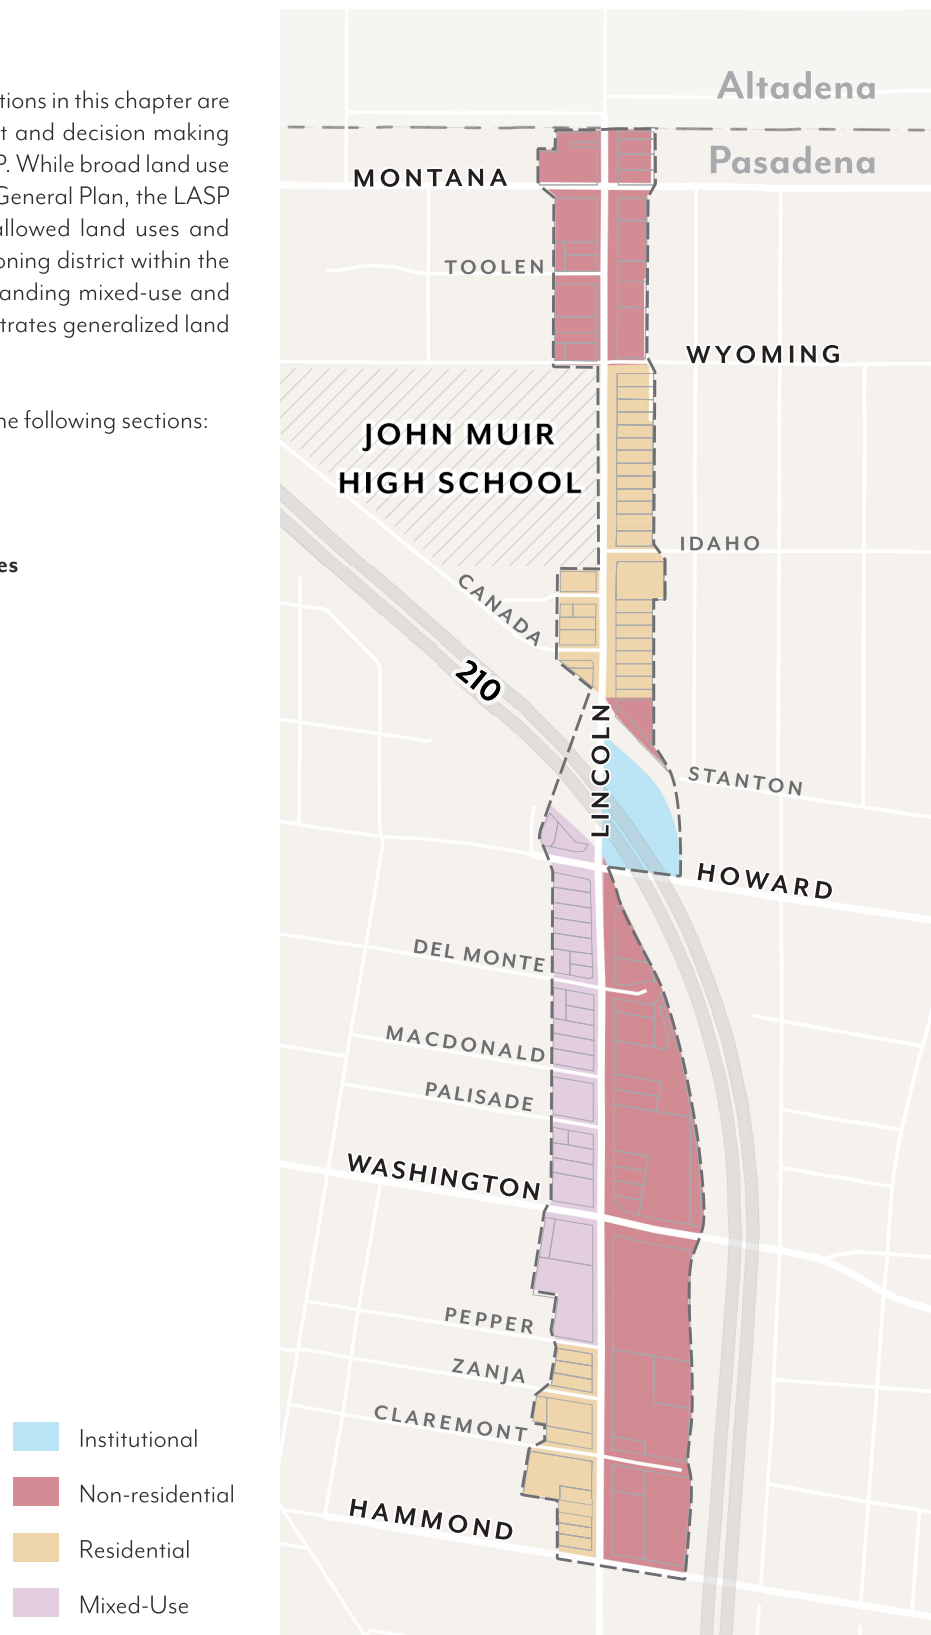 tions in this chapter are
t and decision making
P. While broad land use
General Plan, the LASP
allowed land uses and
oning district within the
anding mixed-use and
trates generalized land
ne following sections:
es
Altadena
Pasadena
MONTANA
TOOLEN
WYOMING
JOHN MUIR
HIGH SCHOOL
IDAHO
CANADA
210
LINCOLN
STANTON
HOWARD
DEL MONTE
MACDONALD
PALISADE
WASHINGTON
PEPPER
ZANJA
CLAREMONT
HAMMOND
Institutional
Non-residential
Residential
Mixed-Use